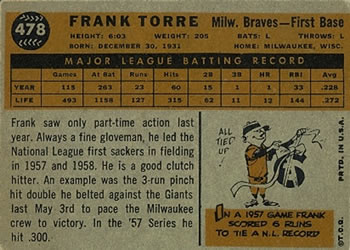 478
FRANK TORRE Milw. Braves—First Base
HEIGHT: 6:03 WEIGHT: 205 BATS: L THROWS: L
BORN: DECEMBER 30, 1931 HOME: MILWAUKEE, WISC.
MAJOR LEAGUE BATTING RECORD
Games At Bat Runs Hits 2B 3B HR RBI Avg.
YEAR 115 263 23 60 15 1 1 33 .228
LIFE 493 1158 127 315 60 10 12 144 .272
Frank saw only part-time action last
year. Always a fine gloveman, he led the
National League first sackers in fielding
in 1957 and 1958. He is a good clutch
hitter. An example was the 3-run pinch
hit double he belted against the Giants
last May 3rd to pace the Milwaukee
crew to victory. In the '57 Series he
hit .300.
ALL
TIED
UP!
IN A 1957 GAME FRANK
SCORED 6 RUNS
TO TIE A N.L. RECORD
©T.C.G. PRTD. IN U.S.A.